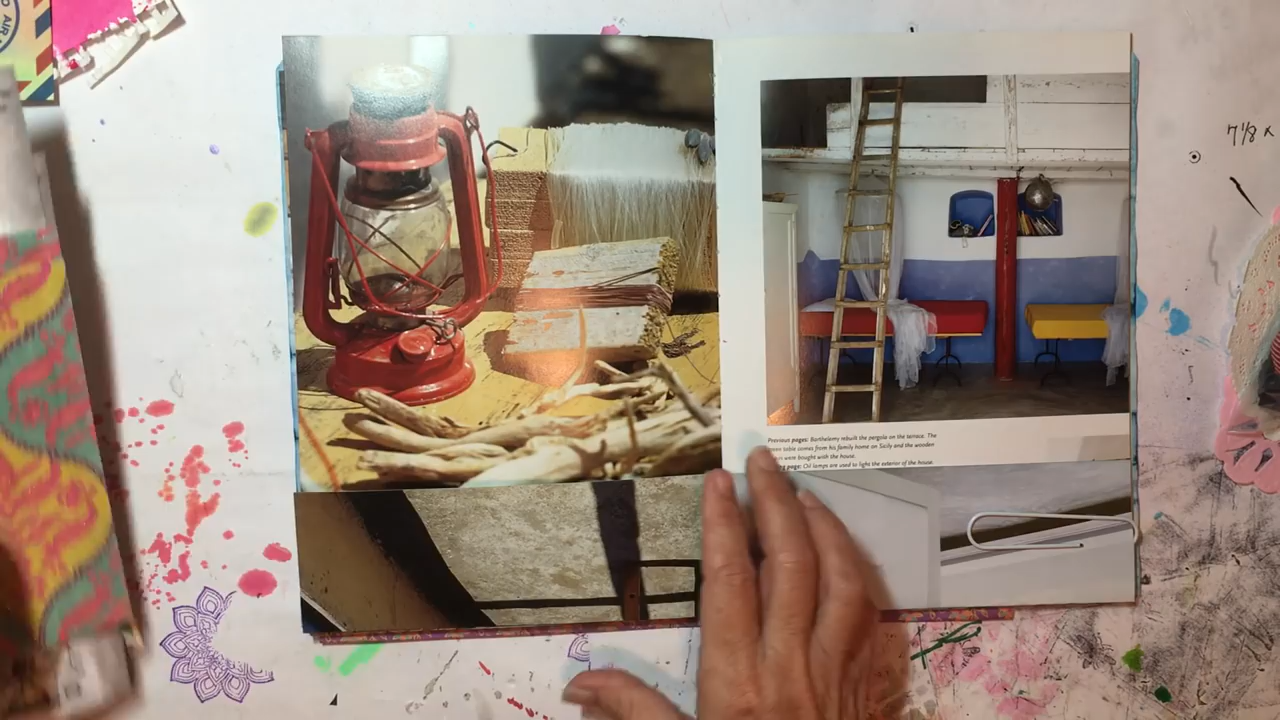 AIR
7 1/8 x
Previous pages: Barthelemy rebuilt the pergola on the terrace. The
table comes from his family home on Sicily and the wooden
were bought with the house.
page: Oil lamps are used to light the exterior of the house.